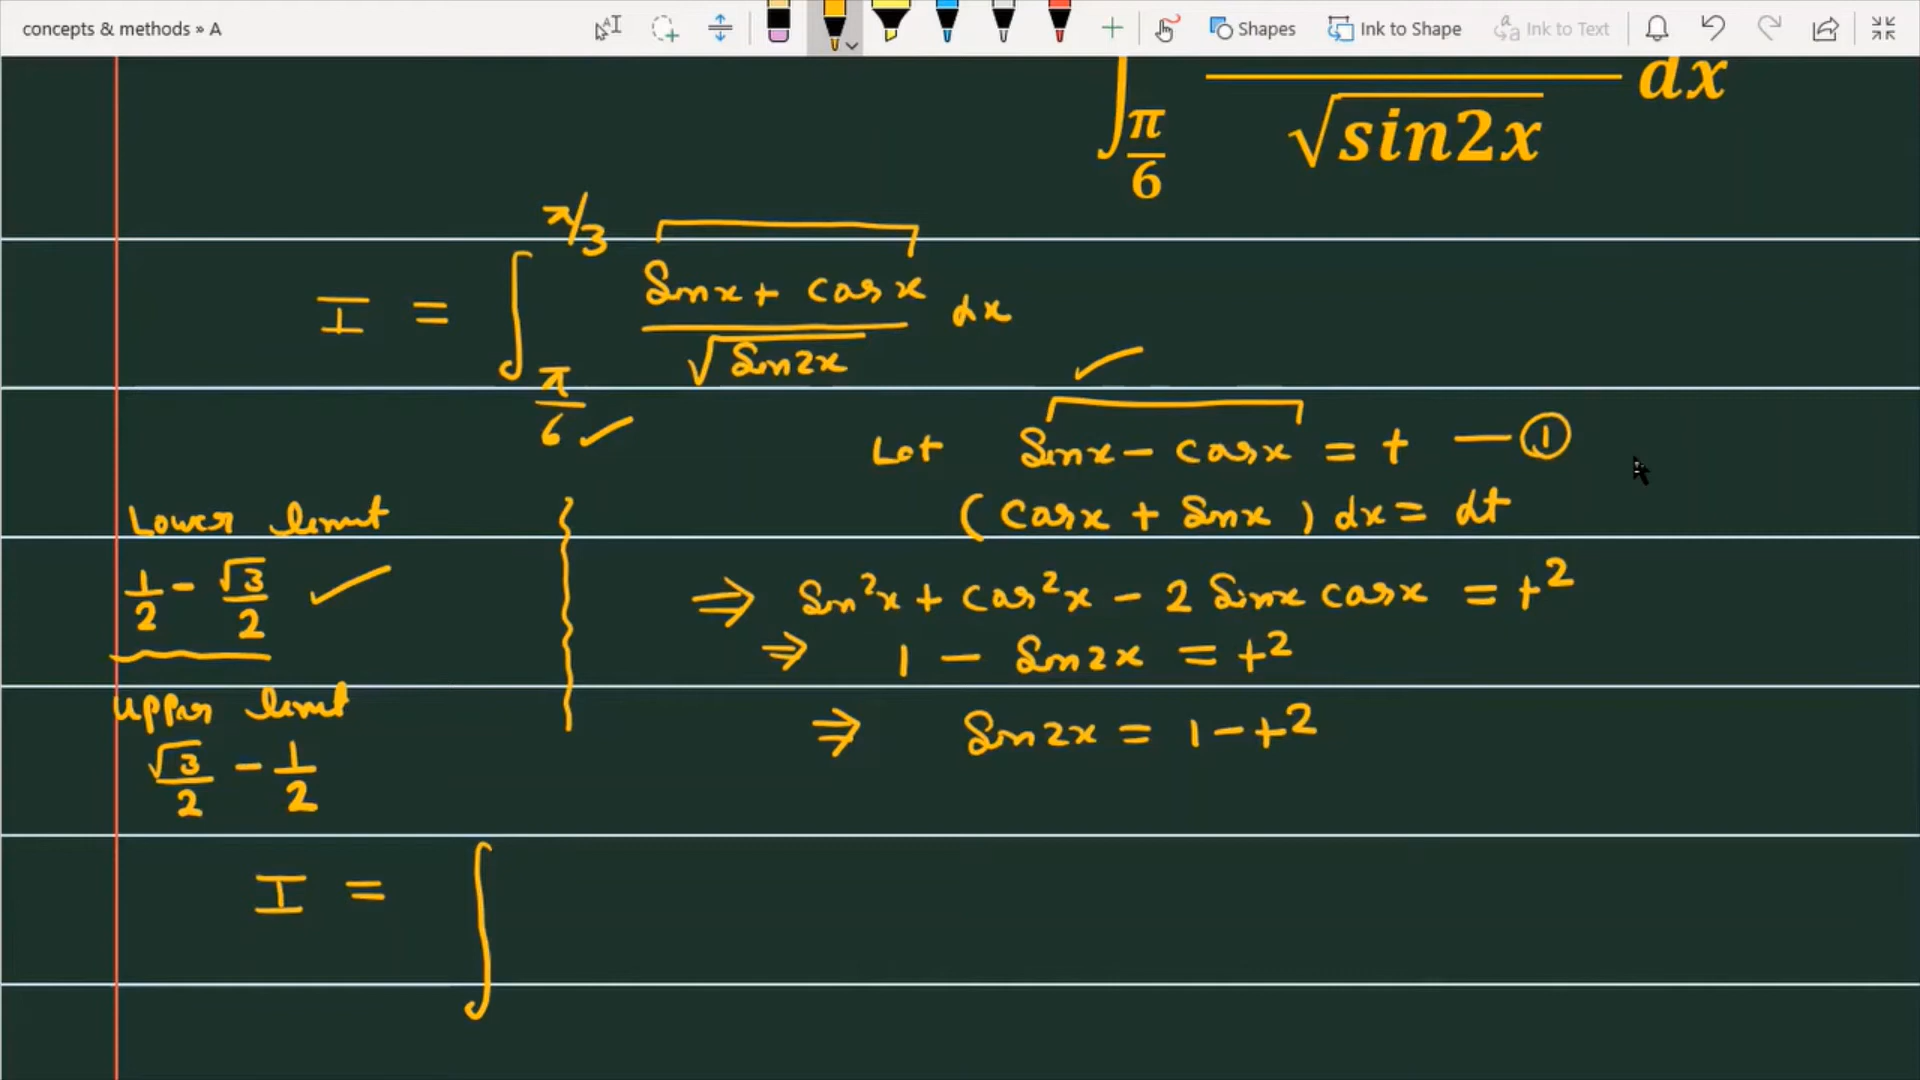 concepts & methods » A
Shapes
Ink to Shape
Ink to Text
∫π/6 ――― dx
√sin2x
I = ∫π/6^π/3 (Sinx + cosx)/√Sin2x dx
Let Sinx - cosx = t — ①
(cosx + Sinx) dx = dt
Lower limit
1/2 - √3/2
⇒ Sin²x + cos²x - 2 Sinx cosx = t²
⇒ 1 - Sin2x = t²
Upper limit
√3/2 - 1/2
⇒ Sin2x = 1 - t²
I = ∫